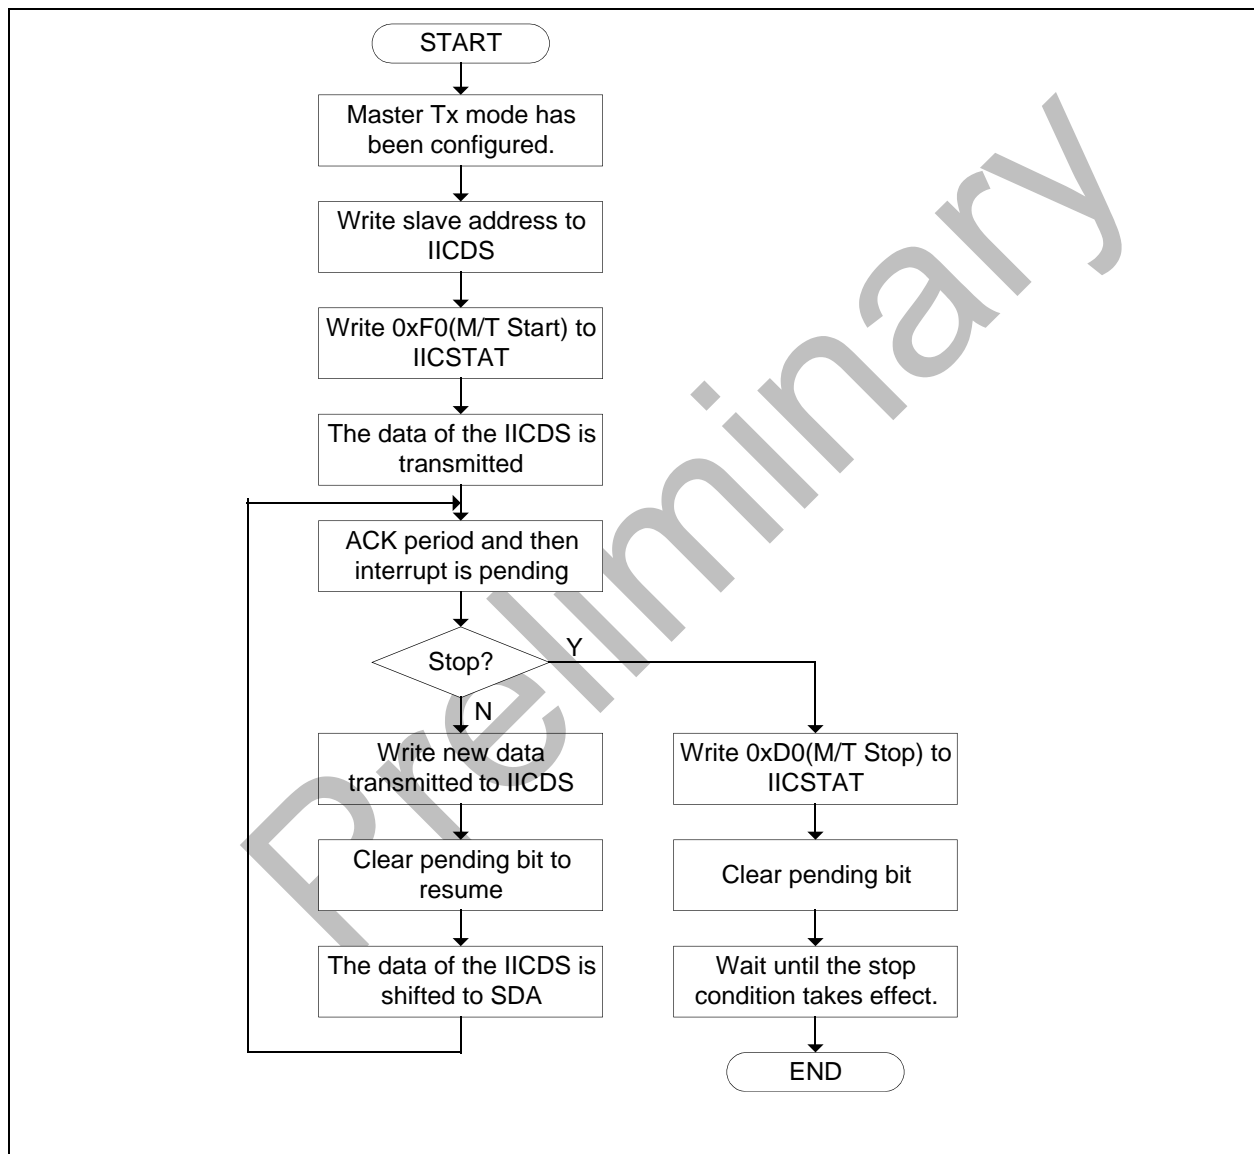 START
Master Tx mode has
been configured.
Write slave address to
IICDS
Write 0xF0(M/T Start) to
IICSTAT
The data of the IICDS is
transmitted
ACK period and then
interrupt is pending
Stop?
Y
N
Write new data
transmitted to IICDS
Clear pending bit to
resume
The data of the IICDS is
shifted to SDA
Write 0xD0(M/T Stop) to
IICSTAT
Clear pending bit
Wait until the stop
condition takes effect.
END
Preliminary